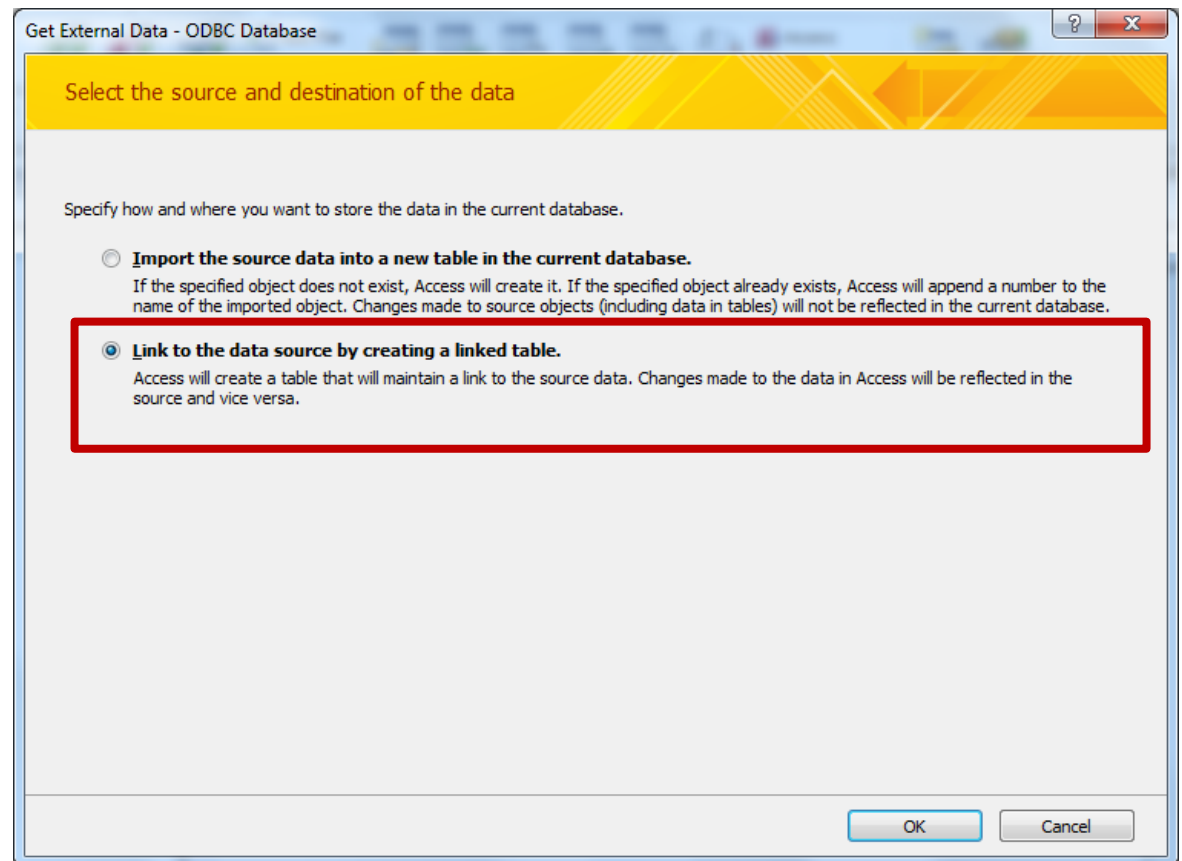 Get External Data - ODBC Database
Select the source and destination of the data
Specify how and where you want to store the data in the current database.
Import the source data into a new table in the current database.
If the specified object does not exist, Access will create it. If the specified object already exists, Access will append a number to the
name of the imported object. Changes made to source objects (including data in tables) will not be reflected in the current database.
Link to the data source by creating a linked table.
Access will create a table that will maintain a link to the source data. Changes made to the data in Access will be reflected in the
source and vice versa.
OK Cancel